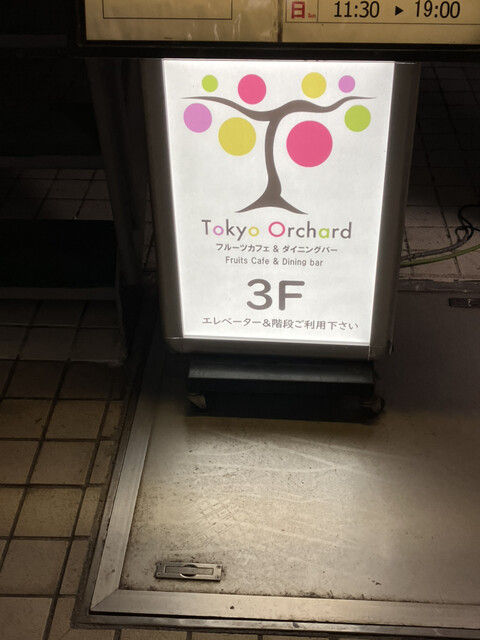 日 Sun 11:30 ▶ 19:00
Tokyo Orchard
フルーツカフェ & ダイニングバー
Fruits Cafe & Dining bar
3F
エレベーター&階段ご利用下さい